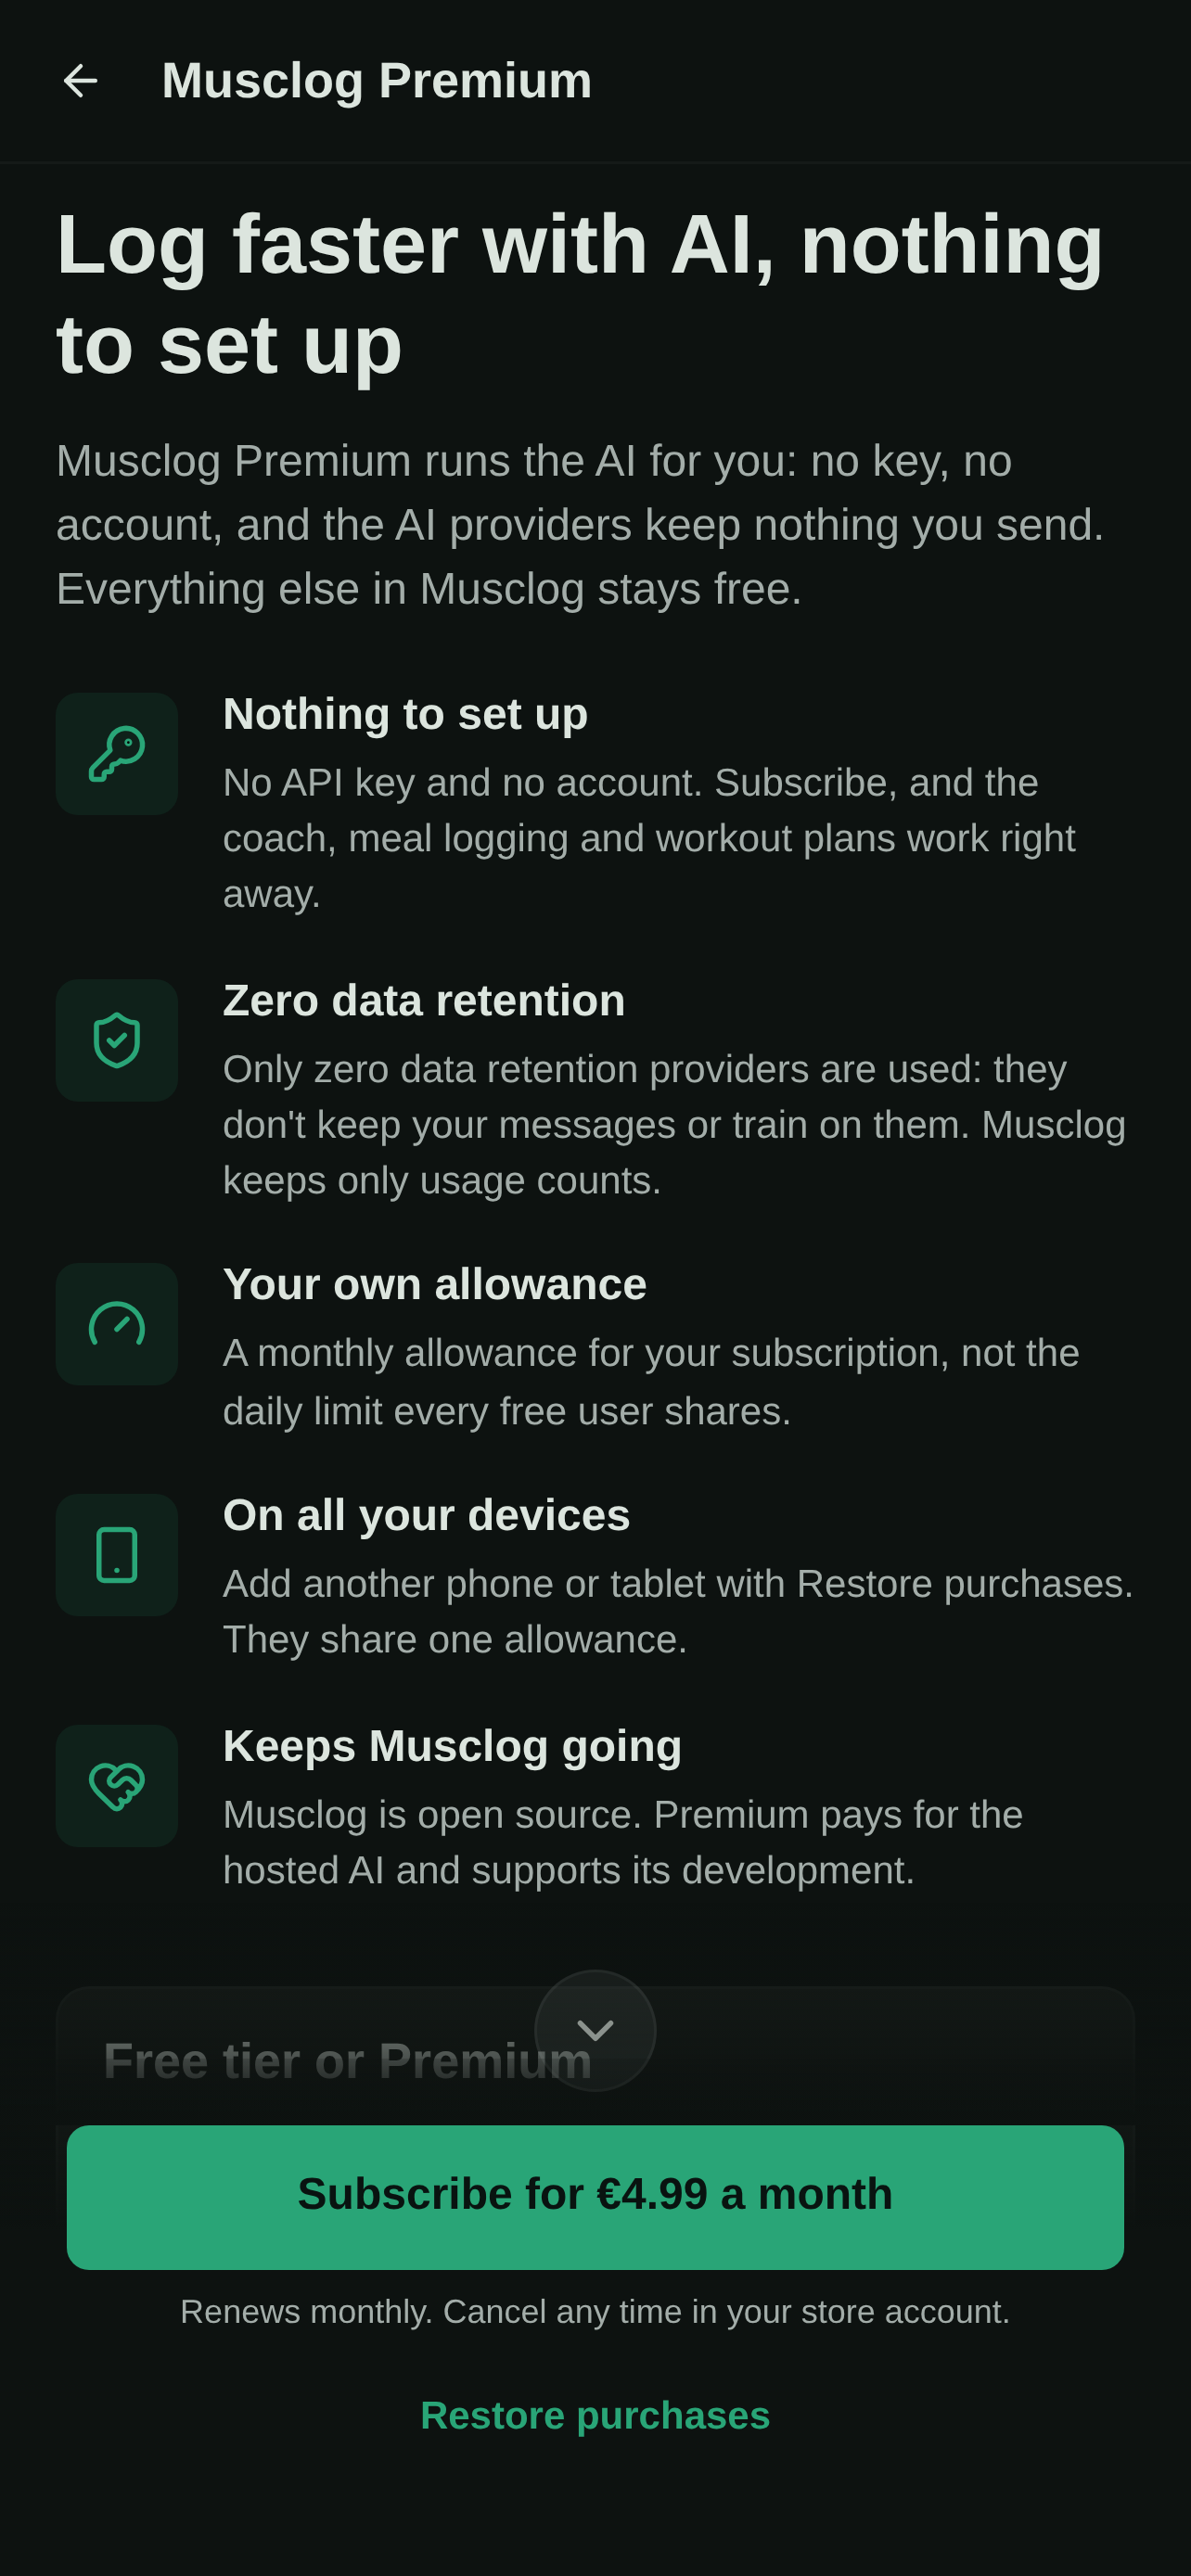 Musclog Premium
Log faster with AI, nothing
to set up
Musclog Premium runs the AI for you: no key, no
account, and the AI providers keep nothing you send.
Everything else in Musclog stays free.
Nothing to set up
No API key and no account. Subscribe, and the
coach, meal logging and workout plans work right
away.
Zero data retention
Only zero data retention providers are used: they
don't keep your messages or train on them. Musclog
keeps only usage counts.
Your own allowance
A monthly allowance for your subscription, not the
daily limit every free user shares.
On all your devices
Add another phone or tablet with Restore purchases.
They share one allowance.
Keeps Musclog going
Musclog is open source. Premium pays for the
hosted AI and supports its development.
Free tier or Premium
Subscribe for €4.99 a month
Renews monthly. Cancel any time in your store account.
Restore purchases